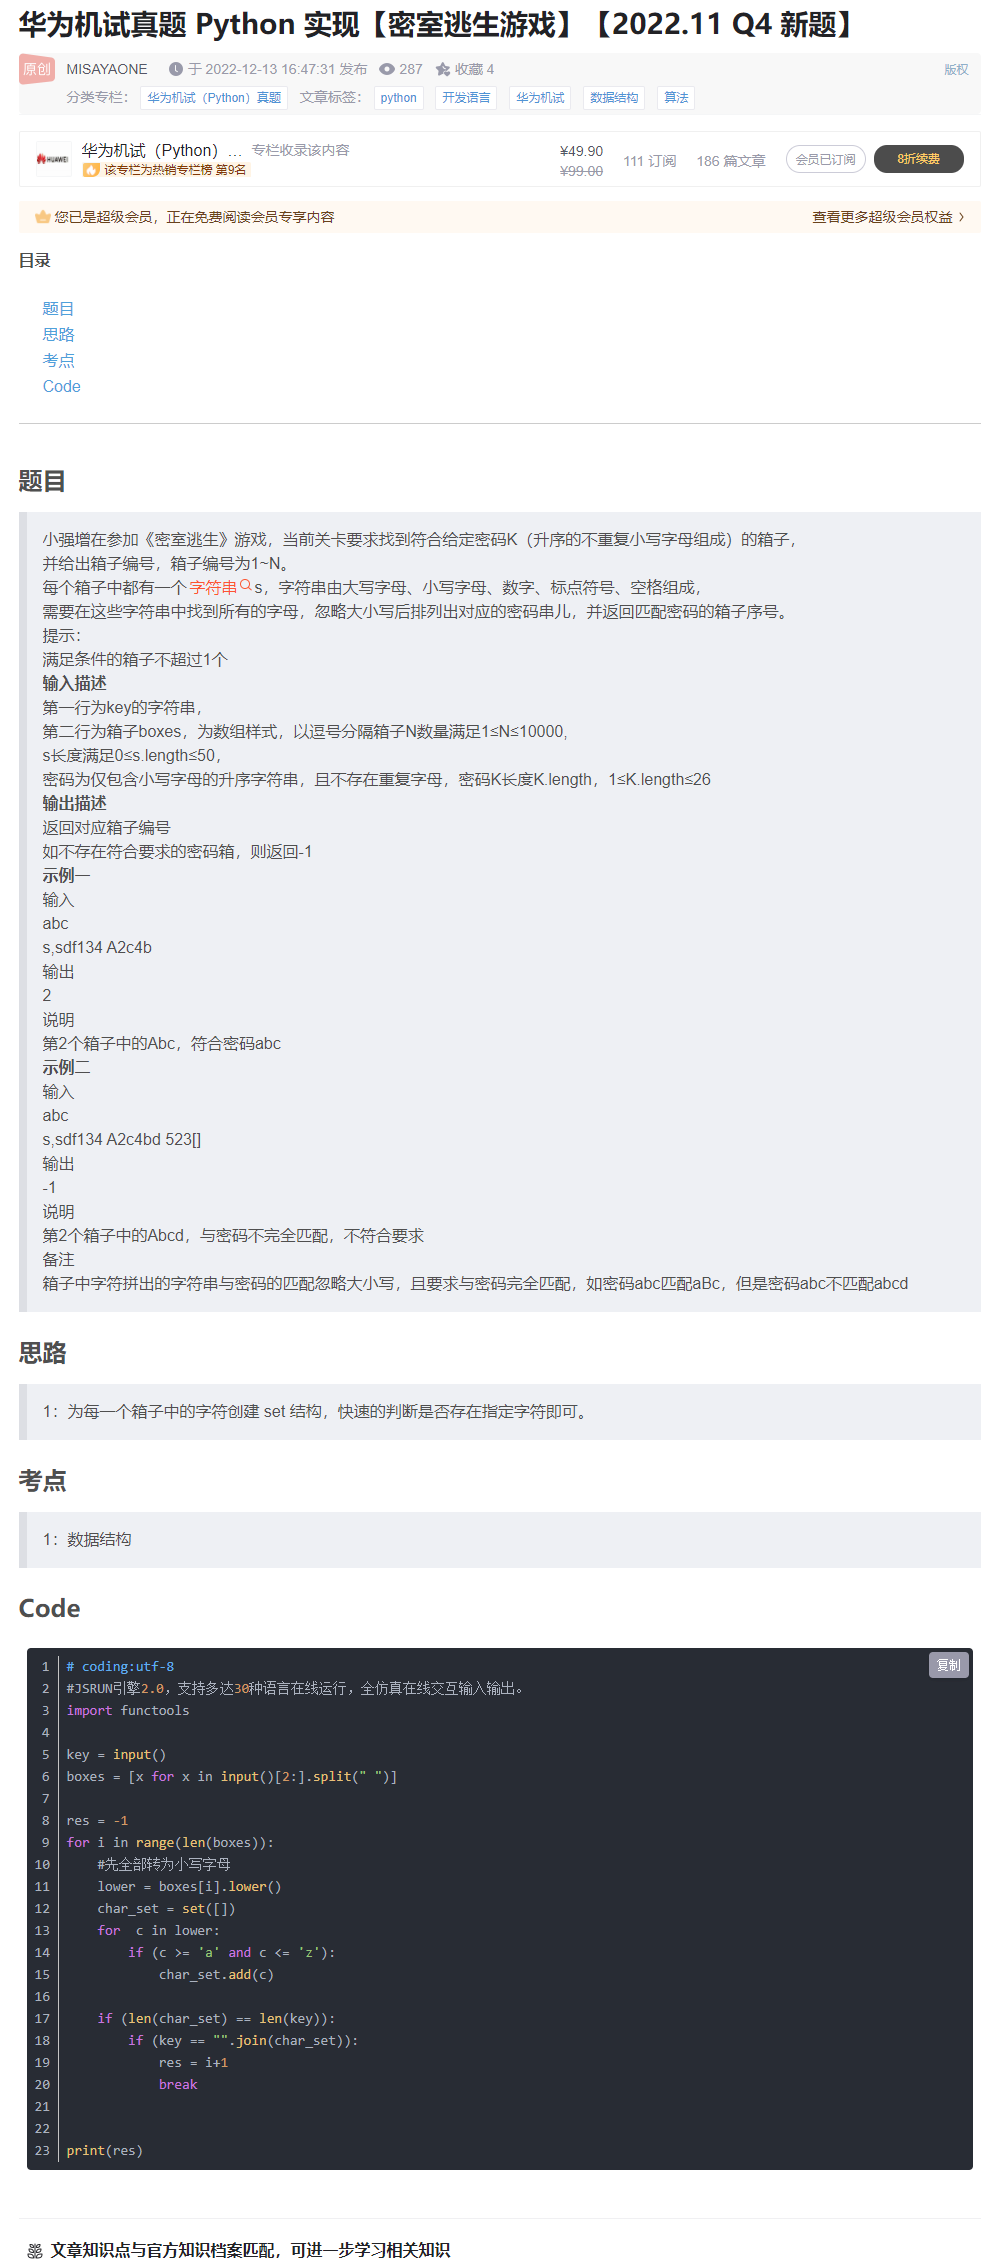 华为机试真题 Python 实现【密室逃生游戏】【2022.11 Q4 新题】
原创 MISAYAONE 于 2022-12-13 16:47:31 发布 287 收藏 4 版权
分类专栏： 华为机试（Python）真题 文章标签： python 开发语言 华为机试 数据结构 算法
HUAWEI 华为机试（Python） ... 专栏收录该内容 ¥49.90 111 订阅 186 篇文章 会员已订阅 8折续费
该专栏为热销专栏榜 第9名 ¥99.00
您已是超级会员，正在免费阅读会员专享内容 查看更多超级会员权益
目录
题目
思路
考点
Code
题目
小强增在参加《密室逃生》游戏，当前关卡要求找到符合给定密码K（升序的不重复小写字母组成）的箱子，
并给出箱子编号，箱子编号为1~N。
每个箱子中都有一个 字符串 s，字符串由大写字母、小写字母、数字、标点符号、空格组成，
需要在这些字符串中找到所有的字母，忽略大小写后排列出对应的密码串儿，并返回匹配密码的箱子序号。
提示：
满足条件的箱子不超过1个
输入描述
第一行为key的字符串，
第二行为箱子boxes，为数组样式，以逗号分隔箱子N数量满足1≤N≤10000,
s长度满足0≤s.length≤50，
密码为仅包含小写字母的升序字符串，且不存在重复字母，密码K长度K.length，1≤K.length≤26
输出描述
返回对应箱子编号
如不存在符合要求的密码箱，则返回-1
示例一
输入
abc
s,sdf134 A2c4b
输出
2
说明
第2个箱子中的Abc，符合密码abc
示例二
输入
abc
s,sdf134 A2c4bd 523[]
输出
-1
说明
第2个箱子中的Abcd，与密码不完全匹配，不符合要求
备注
箱子中字符拼出的字符串与密码的匹配忽略大小写，且要求与密码完全匹配，如密码abc匹配aBc，但是密码abc不匹配abcd
思路
1：为每一个箱子中的字符创建 set 结构，快速的判断是否存在指定字符即可。
考点
1：数据结构
Code
复制
1 # coding:utf-8
2 #JSRUN引擎2.0，支持多达30种语言在线运行，全仿真在线交互输入输出。
3 import functools
4
5 key = input()
6 boxes = [x for x in input()[2:].split(" ")]
7
8 res = -1
9 for i in range(len(boxes)):
10     #先全部转为小写字母
11     lower = boxes[i].lower()
12     char_set = set([])
13     for  c in lower:
14         if (c >= 'a' and c <= 'z'):
15             char_set.add(c)
16
17     if (len(char_set) == len(key)):
18         if (key == "".join(char_set)):
19             res = i+1
20             break
21
22
23 print(res)
文章知识点与官方知识档案匹配，可进一步学习相关知识